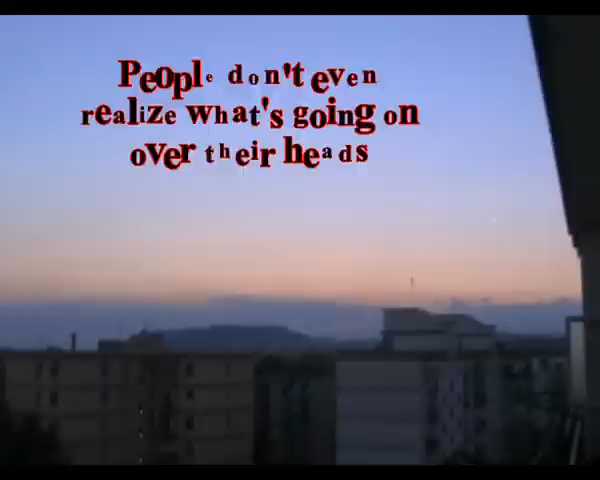 People don't even
realize what's going on
over their heads